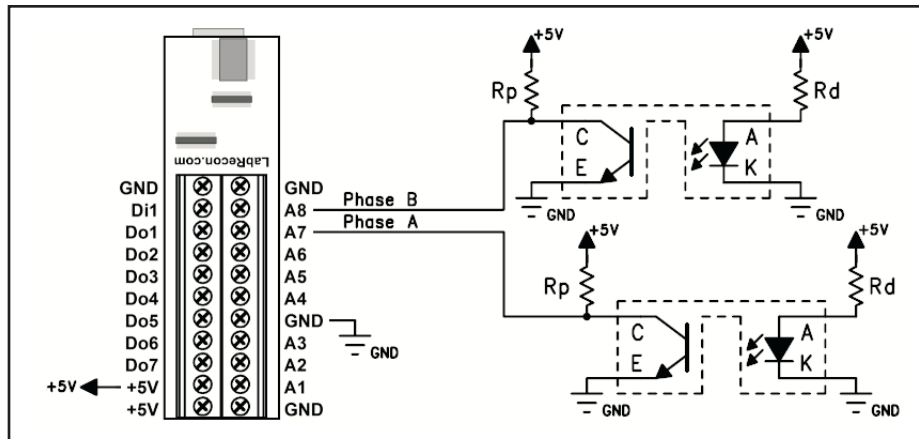 LabRecon.com
GND GND
Di1 A8 Phase B
Do1 A7 Phase A
Do2 A6
Do3 A5
Do4 A4
Do5 GND GND
Do6 A3
Do7 A2
+5V +5V A1
+5V GND
+5V +5V
Rp Rd
C A
E K
GND GND
+5V +5V
Rp Rd
C A
E K
GND GND